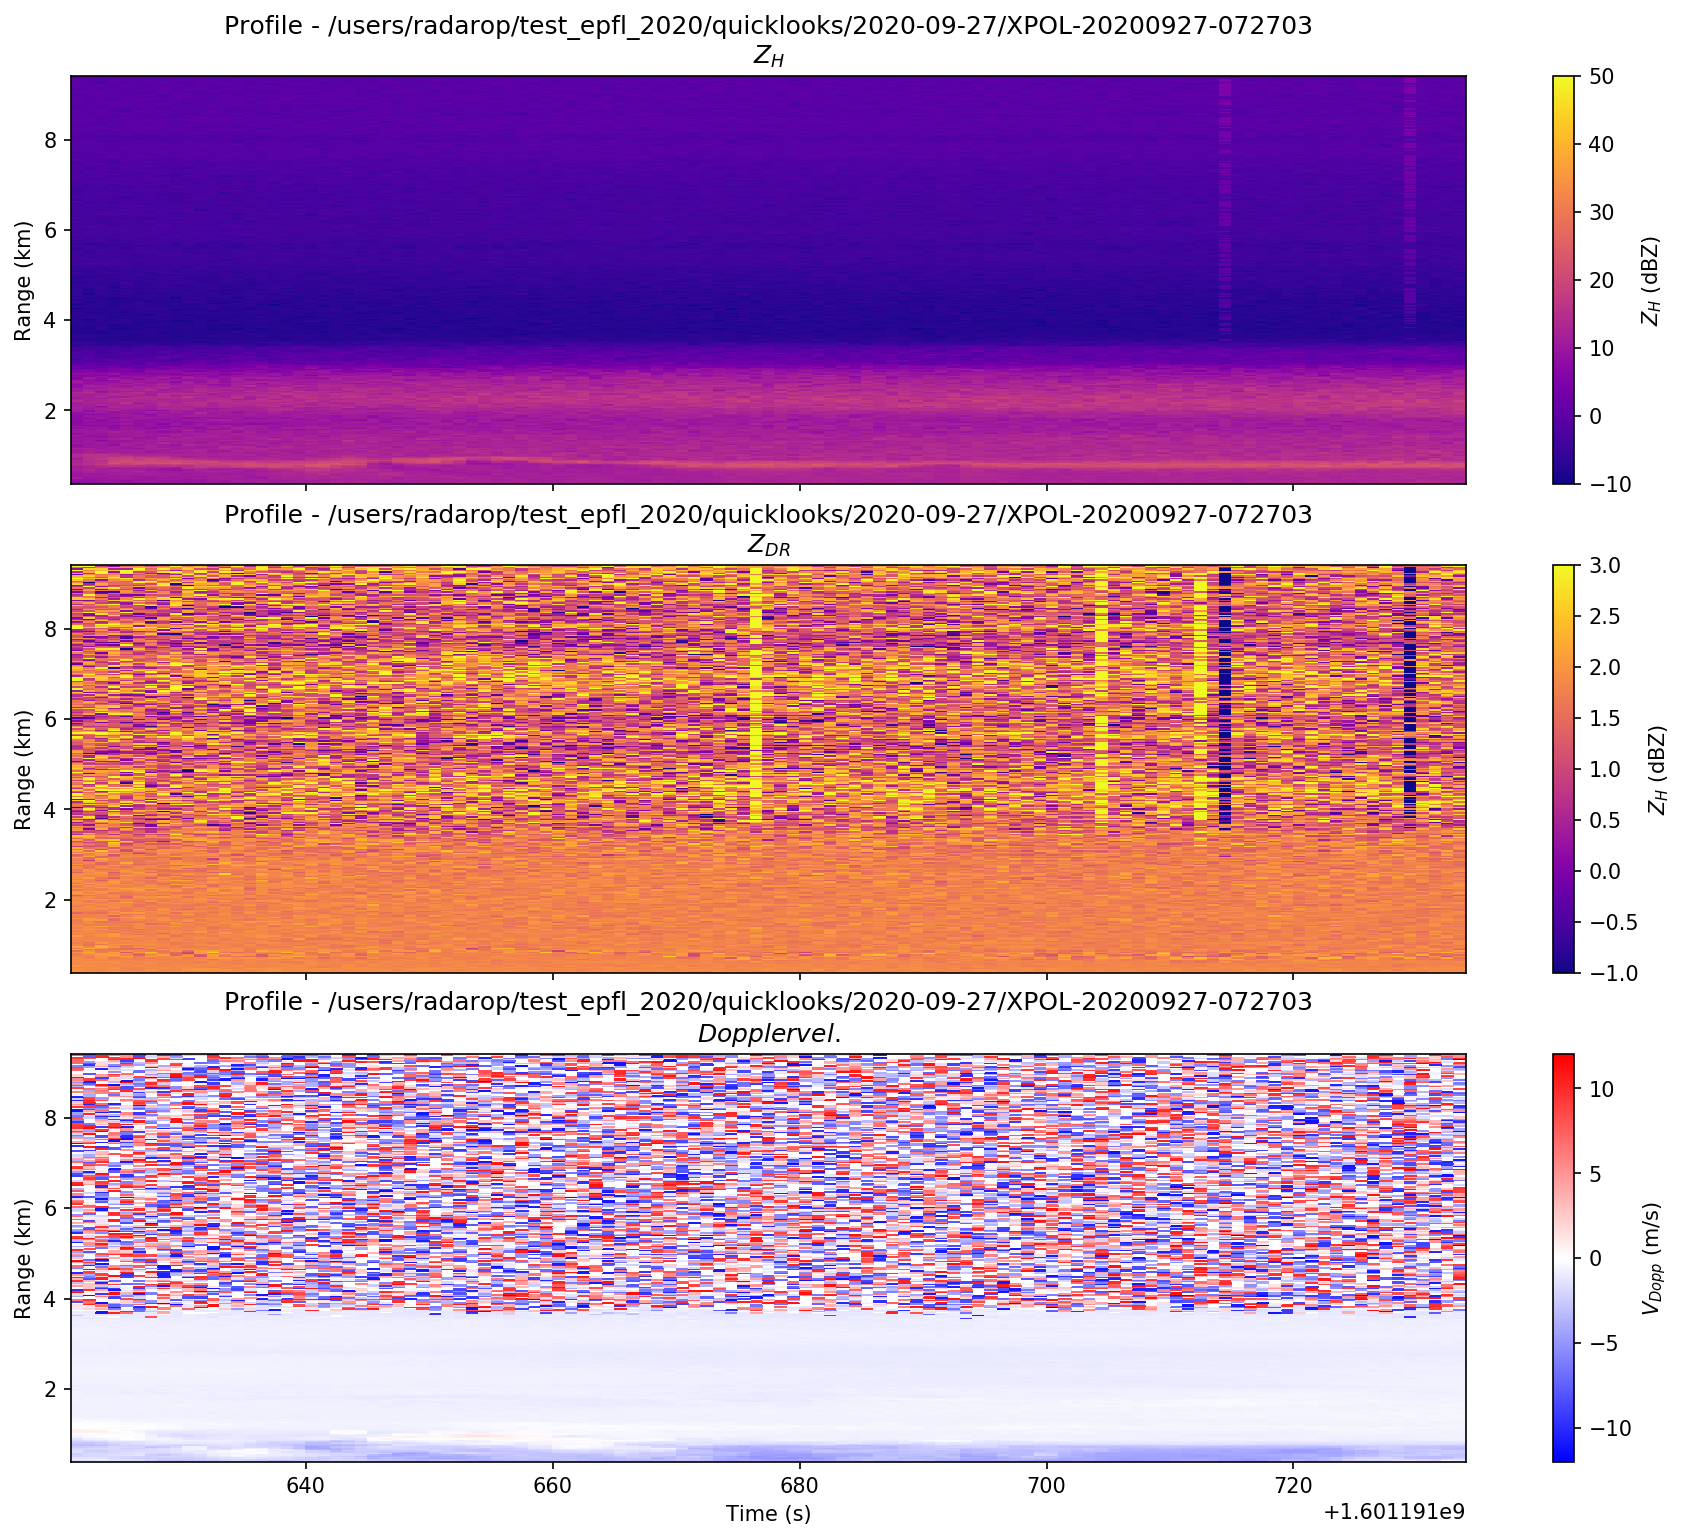 Profile - /users/radarop/test_epfl_2020/quicklooks/2020-09-27/XPOL-20200927-072703
Z_H
8
6
4
2
Range (km)
50
40
30
20
10
0
−10
Z_H (dBZ)
Profile - /users/radarop/test_epfl_2020/quicklooks/2020-09-27/XPOL-20200927-072703
Z_DR
8
6
4
2
Range (km)
3.0
2.5
2.0
1.5
1.0
0.5
0.0
−0.5
−1.0
Z_H (dBZ)
Profile - /users/radarop/test_epfl_2020/quicklooks/2020-09-27/XPOL-20200927-072703
Dopplervel.
8
6
4
2
Range (km)
10
5
0
−5
−10
V_Dopp (m/s)
640 660 680 700 720
Time (s)
+1.601191e9